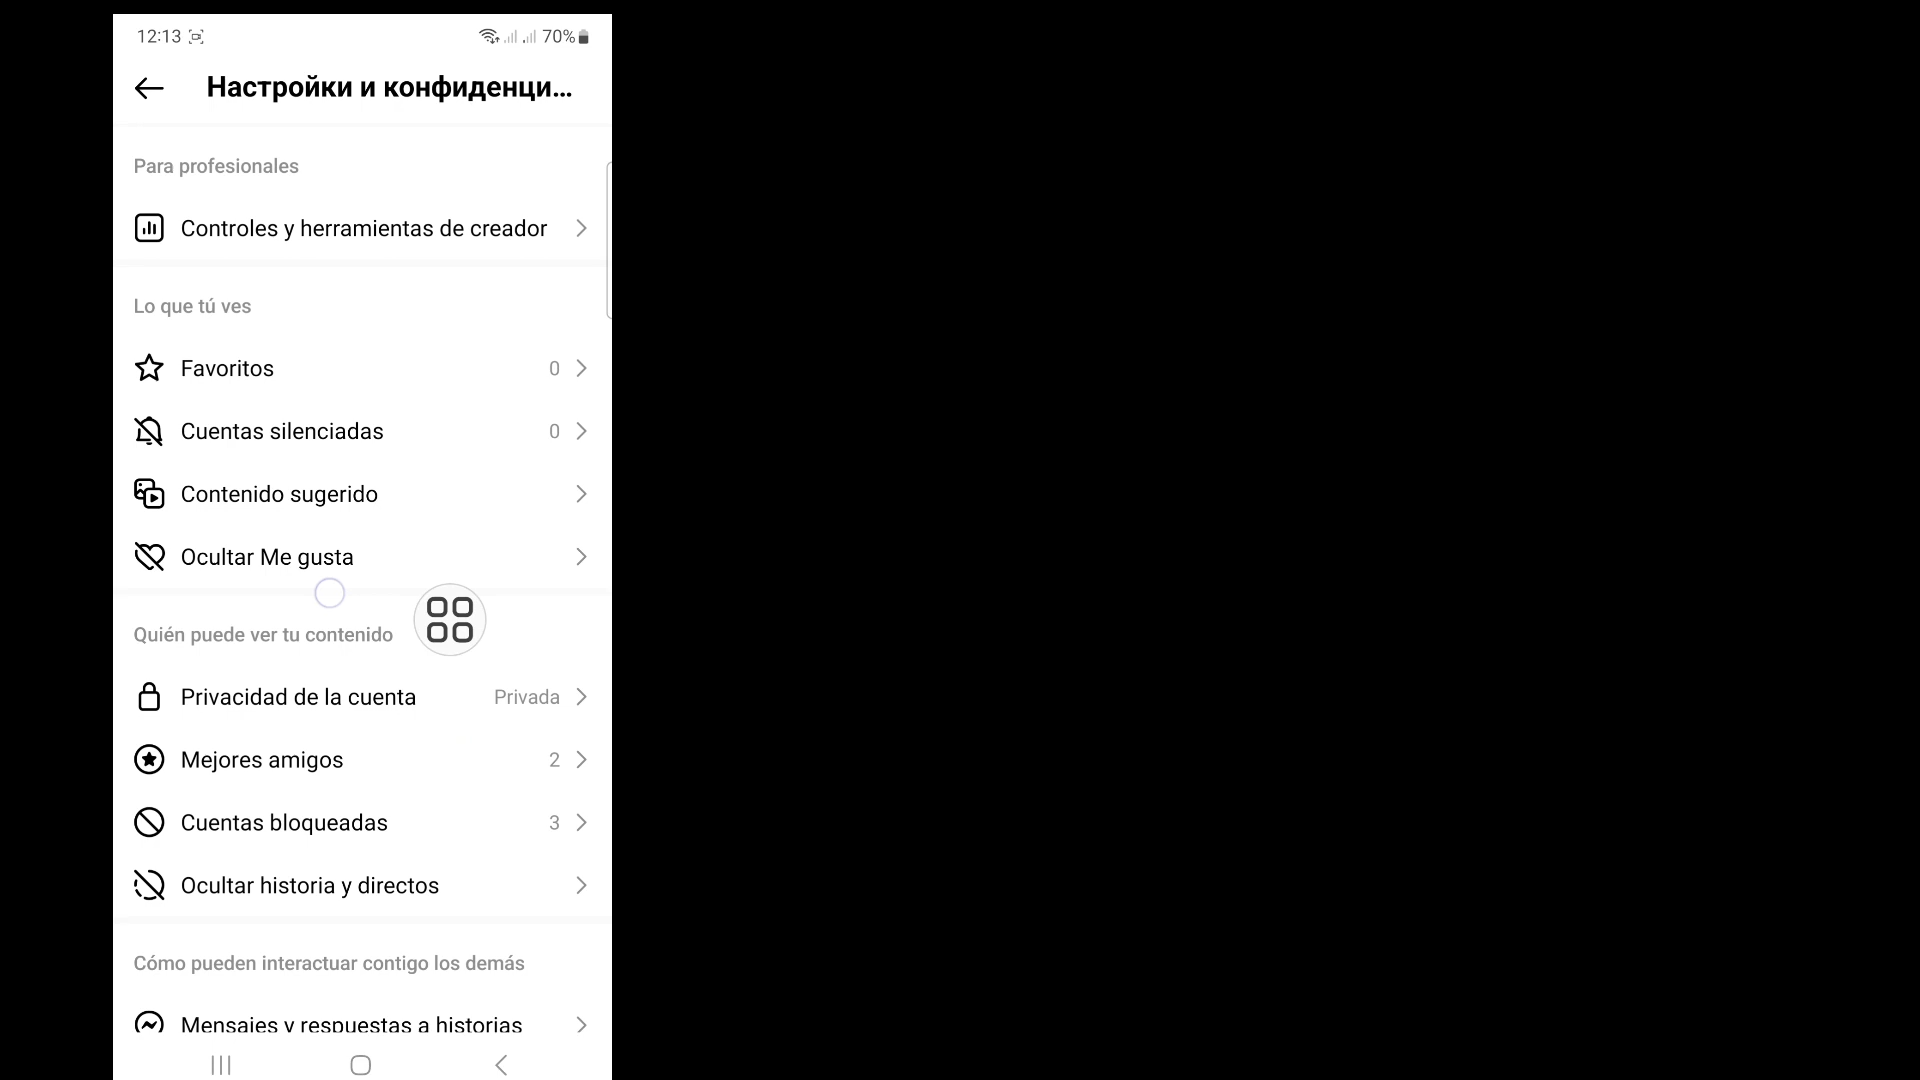 12:13
70%
Настройки и конфиденци...
Para profesionales
Controles y herramientas de creador
Lo que tú ves
Favoritos 0
Cuentas silenciadas 0
Contenido sugerido
Ocultar Me gusta
Quién puede ver tu contenido
Privacidad de la cuenta Privada
Mejores amigos 2
Cuentas bloqueadas 3
Ocultar historia y directos
Cómo pueden interactuar contigo los demás
Mensajes y respuestas a historias